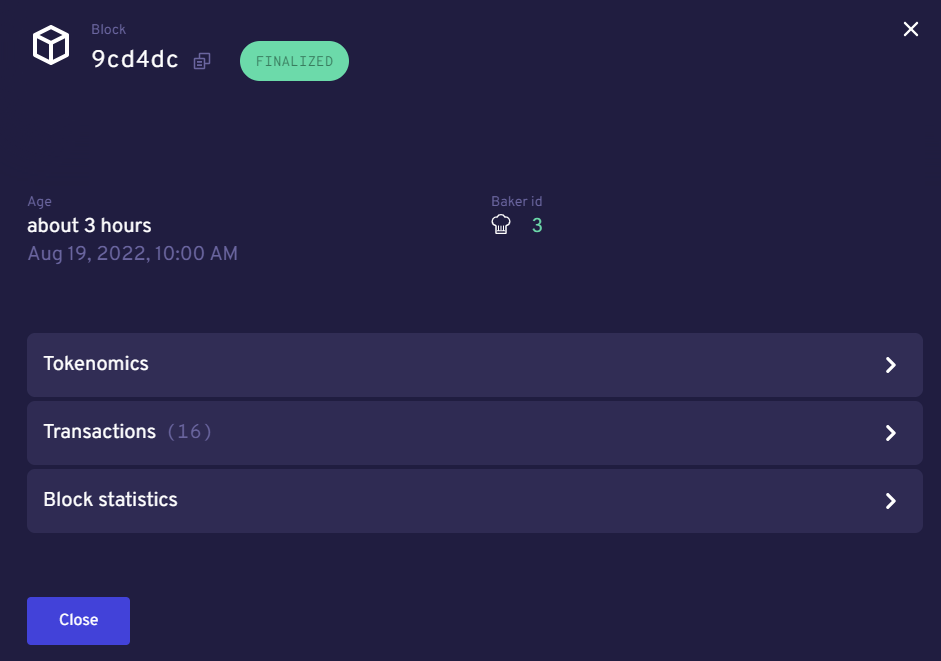 Block
9cd4dc
FINALIZED
Age
about 3 hours
Aug 19, 2022, 10:00 AM
Baker id
3
Tokenomics
Transactions (16)
Block statistics
Close